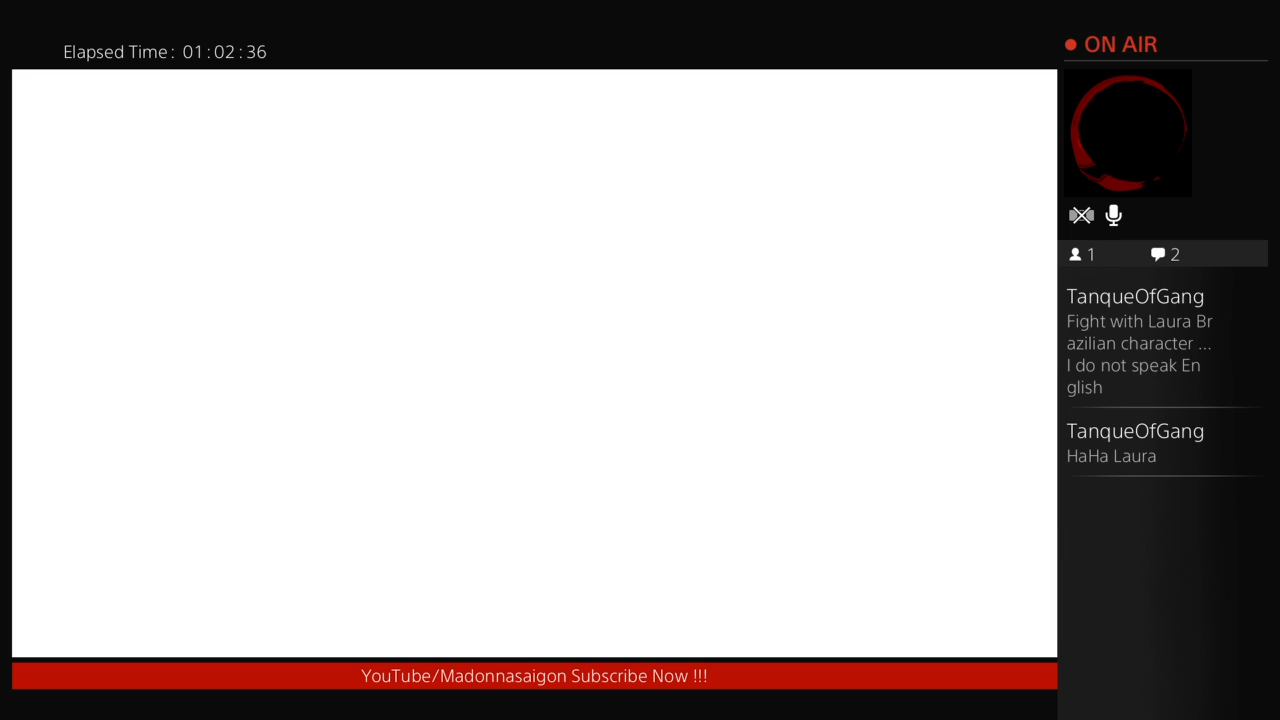 Elapsed Time: 01:02:36
ON AIR
1
2
TanqueOfGang
Fight with Laura Br
azilian character ...
I do not speak En
glish
TanqueOfGang
HaHa Laura
YouTube/Madonnasaigon Subscribe Now !!!